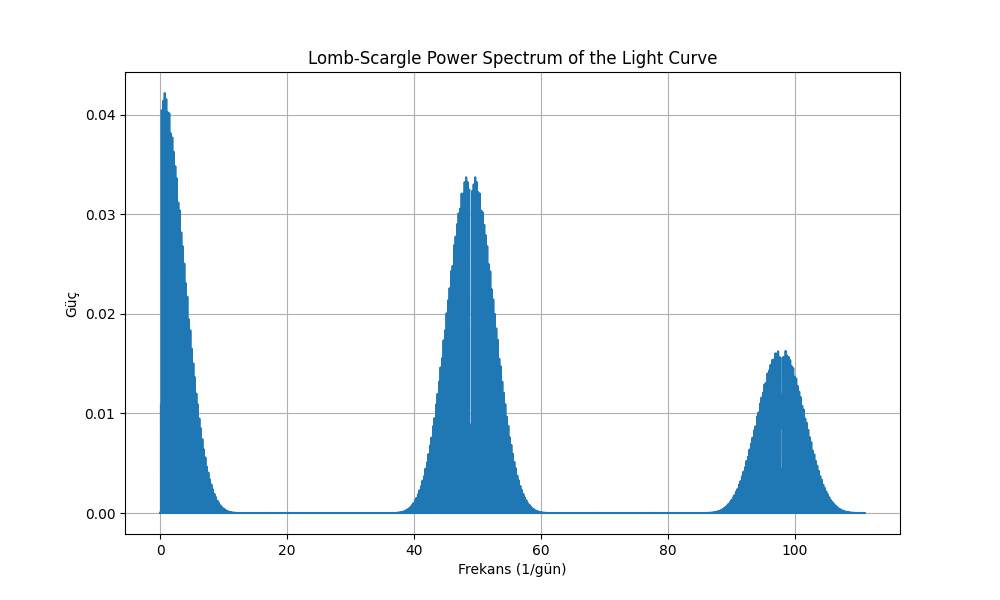 Lomb-Scargle Power Spectrum of the Light Curve
0.04
0.03
0.02
0.01
0.00
Güç
0 20 40 60 80 100
Frekans (1/gün)